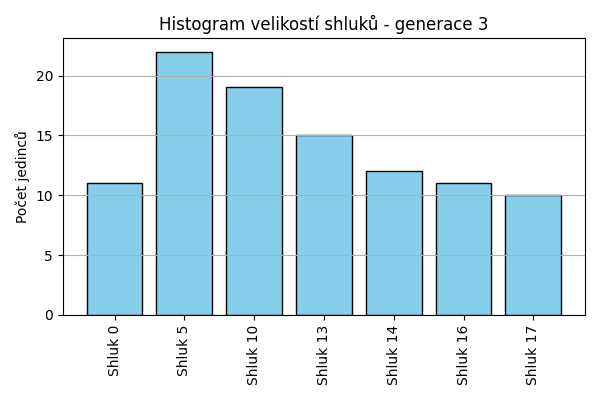 Histogram velikostí shluků - generace 3
Počet jedinců
20
15
10
5
0
Shluk 0
Shluk 5
Shluk 10
Shluk 13
Shluk 14
Shluk 16
Shluk 17